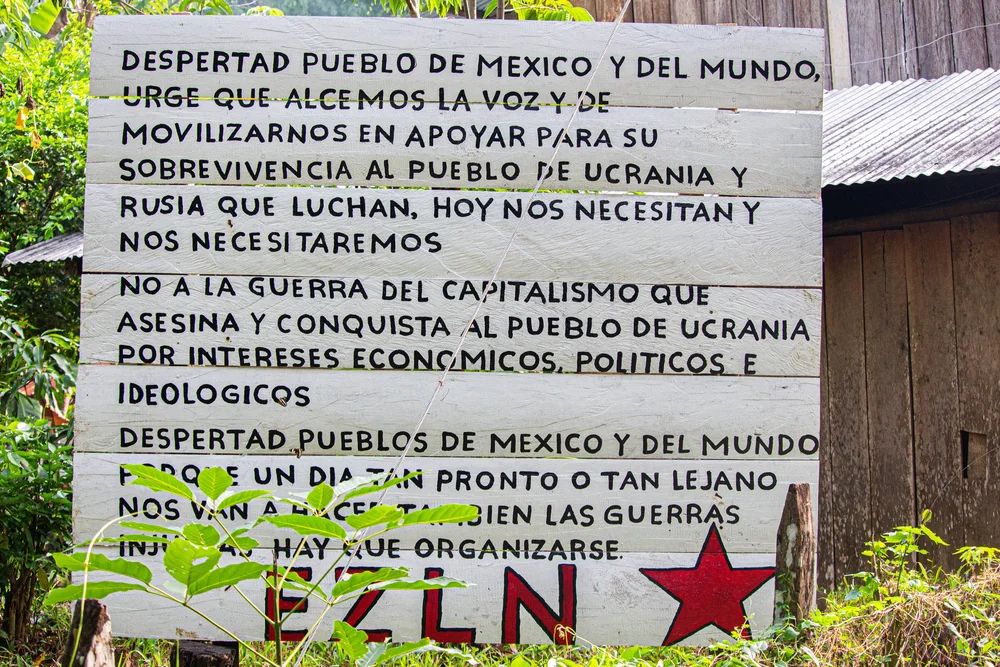 DESPERTAD PUEBLO DE MEXICO Y DEL MUNDO,
URGE QUE ALCEMOS LA VOZ Y DE
MOVILIZARNOS EN APOYAR PARA SU
SOBREVIVENCIA AL PUEBLO DE UCRANIA Y
RUSIA QUE LUCHAN, HOY NOS NECESITAN Y
NOS NECESITAREMOS
NO A LA GUERRA DEL CAPITALISMO QUE
ASESINA Y CONQUISTA AL PUEBLO DE UCRANIA
POR INTERESES ECONOMICOS, POLITICOS E
IDEOLOGICOS
DESPERTAD PUEBLOS DE MEXICO Y DEL MUNDO
PORQUE UN DIA TAN PRONTO O TAN LEJANO
NOS VAN A HACER TAMBIEN LAS GUERRAS
INJUSTAS HAY QUE ORGANIZARSE.
EZLN